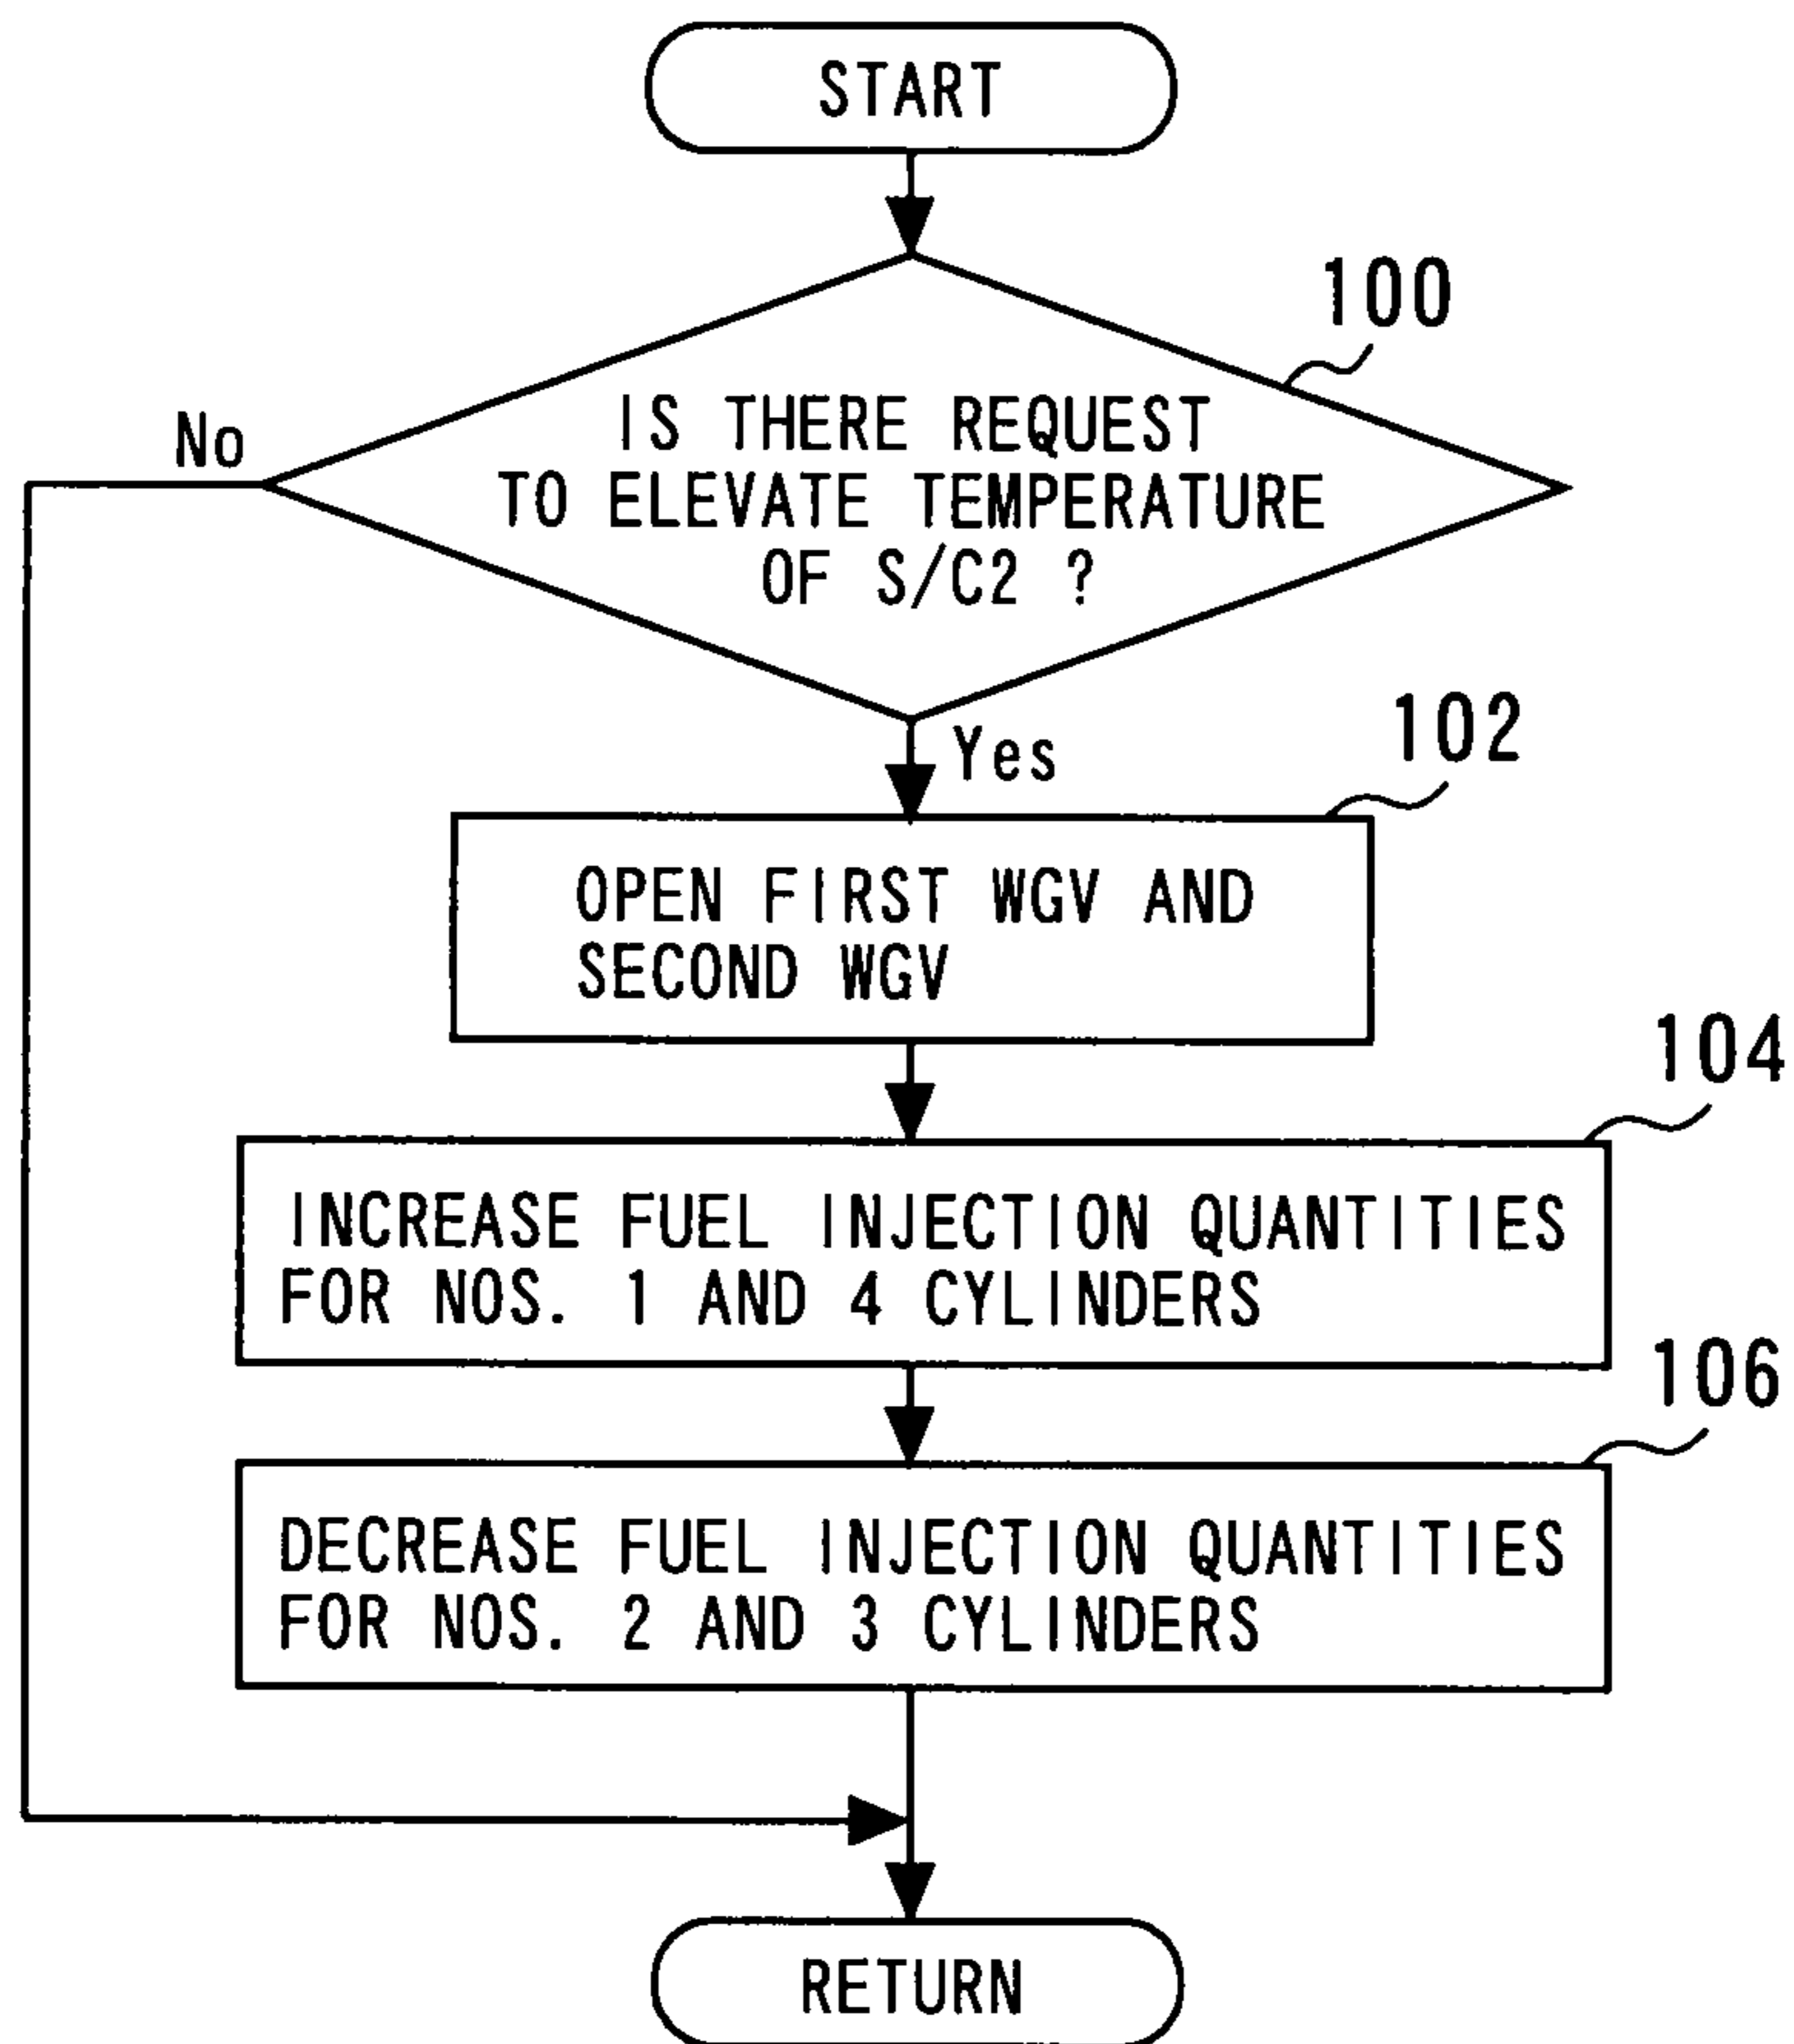 START
100
IS THERE REQUEST
TO ELEVATE TEMPERATURE
OF S/C2 ?
No
Yes
102
OPEN FIRST WGV AND
SECOND WGV
104
INCREASE FUEL INJECTION QUANTITIES
FOR NOS. 1 AND 4 CYLINDERS
106
DECREASE FUEL INJECTION QUANTITIES
FOR NOS. 2 AND 3 CYLINDERS
RETURN